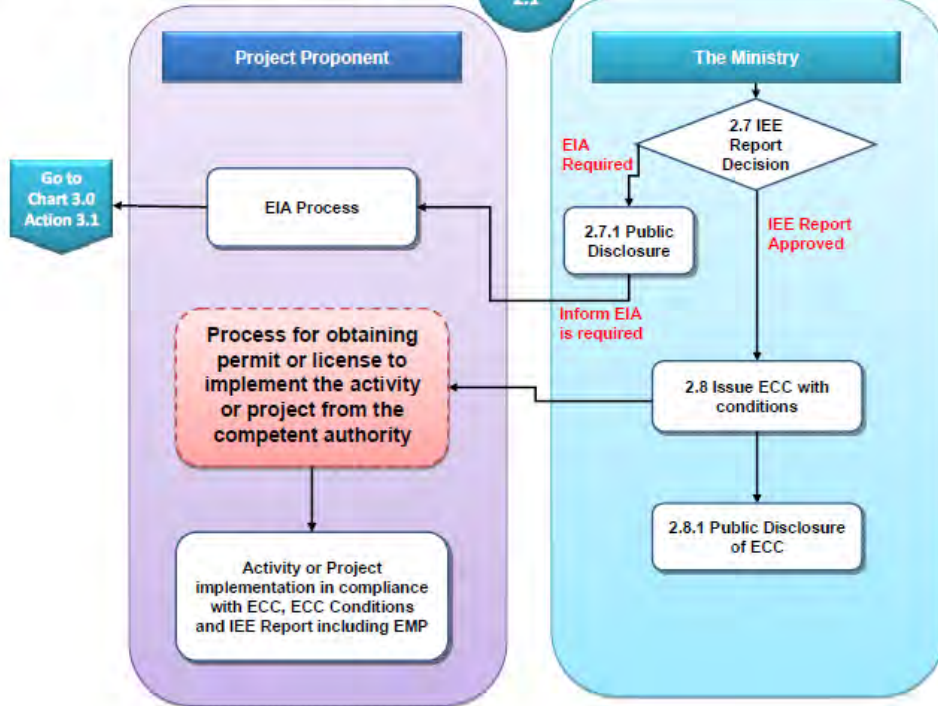 2.1
Project Proponent
The Ministry
2.7 IEE
Report
Decision
EIA
Required
Go to
Chart 3.0
Action 3.1
EIA Process
2.7.1 Public
Disclosure
IEE Report
Approved
Inform EIA
is required
Process for obtaining
permit or license to
implement the activity
or project from the
competent authority
2.8 Issue ECC with
conditions
2.8.1 Public Disclosure
of ECC
Activity or Project
implementation in compliance
with ECC, ECC Conditions
and IEE Report including EMP